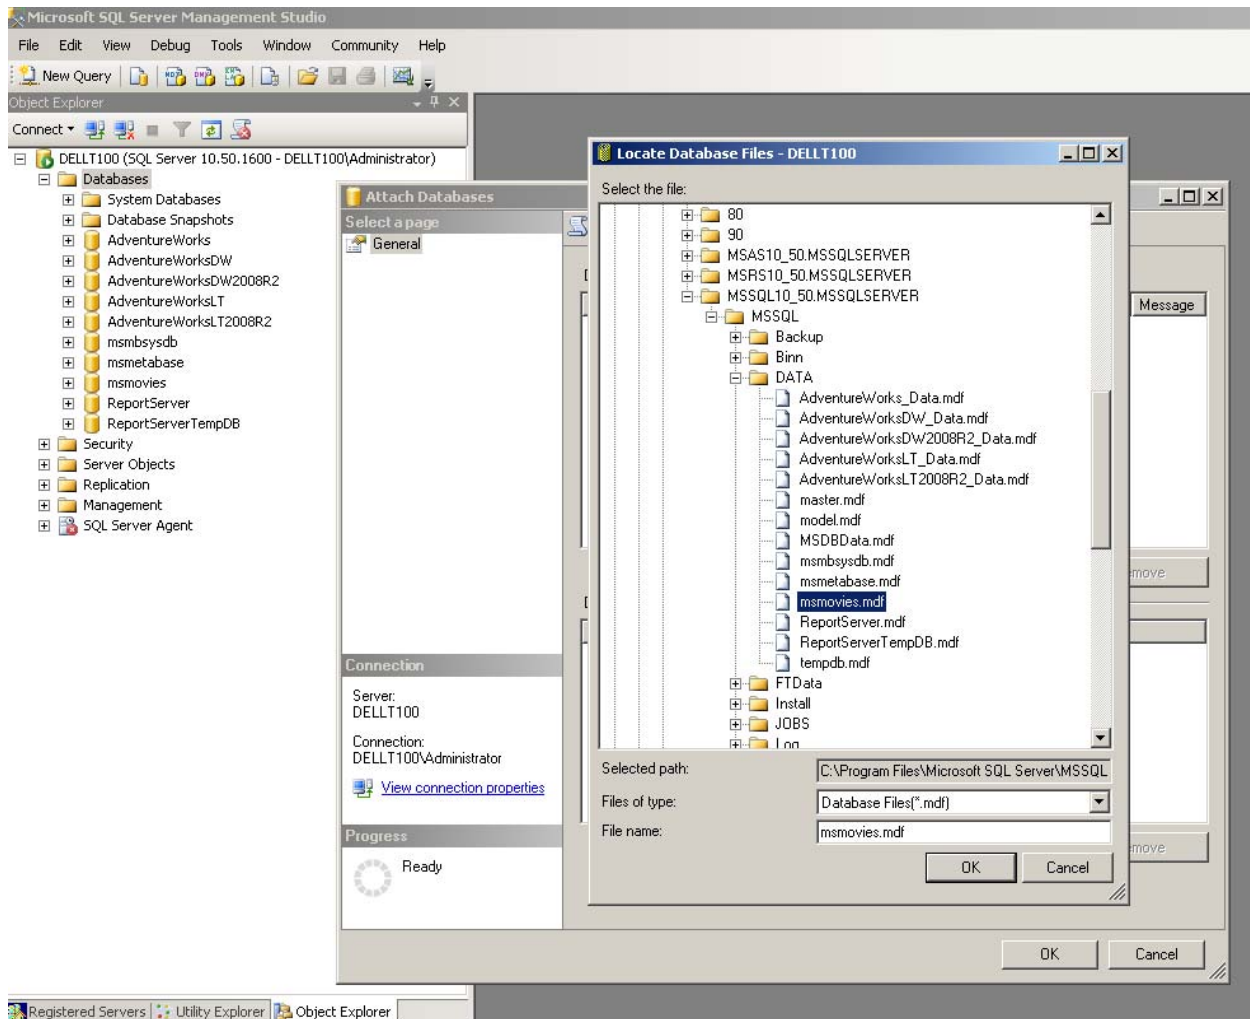 Microsoft SQL Server Management Studio
File Edit View Debug Tools Window Community Help
New Query
Object Explorer
Connect
DELLT100 (SQL Server 10.50.1600 - DELLT100\Administrator)
Databases
System Databases
Database Snapshots
AdventureWorks
AdventureWorksDW
AdventureWorksDW2008R2
AdventureWorksLT
AdventureWorksLT2008R2
msmbsysdb
msmetabase
msmovies
ReportServer
ReportServerTempDB
Security
Server Objects
Replication
Management
SQL Server Agent
Registered Servers Utility Explorer Object Explorer
Attach Databases
Select a page
General
Connection
Server:
DELLT100
Connection:
DELLT100\Administrator
View connection properties
Progress
Ready
Message
OK Cancel
Locate Database Files - DELLT100
Select the file:
80
90
MSAS10_50.MSSQLSERVER
MSRS10_50.MSSQLSERVER
MSSQL10_50.MSSQLSERVER
MSSQL
Backup
Binn
DATA
AdventureWorks_Data.mdf
AdventureWorksDW_Data.mdf
AdventureWorksDW2008R2_Data.mdf
AdventureWorksLT_Data.mdf
AdventureWorksLT2008R2_Data.mdf
master.mdf
model.mdf
MSDBData.mdf
msmbsysdb.mdf
msmetabase.mdf
msmovies.mdf
ReportServer.mdf
ReportServerTempDB.mdf
tempdb.mdf
FTData
Install
JOBS
Log
Selected path: C:\Program Files\Microsoft SQL Server\MSSQL
Files of type: Database Files(*.mdf)
File name: msmovies.mdf
OK Cancel